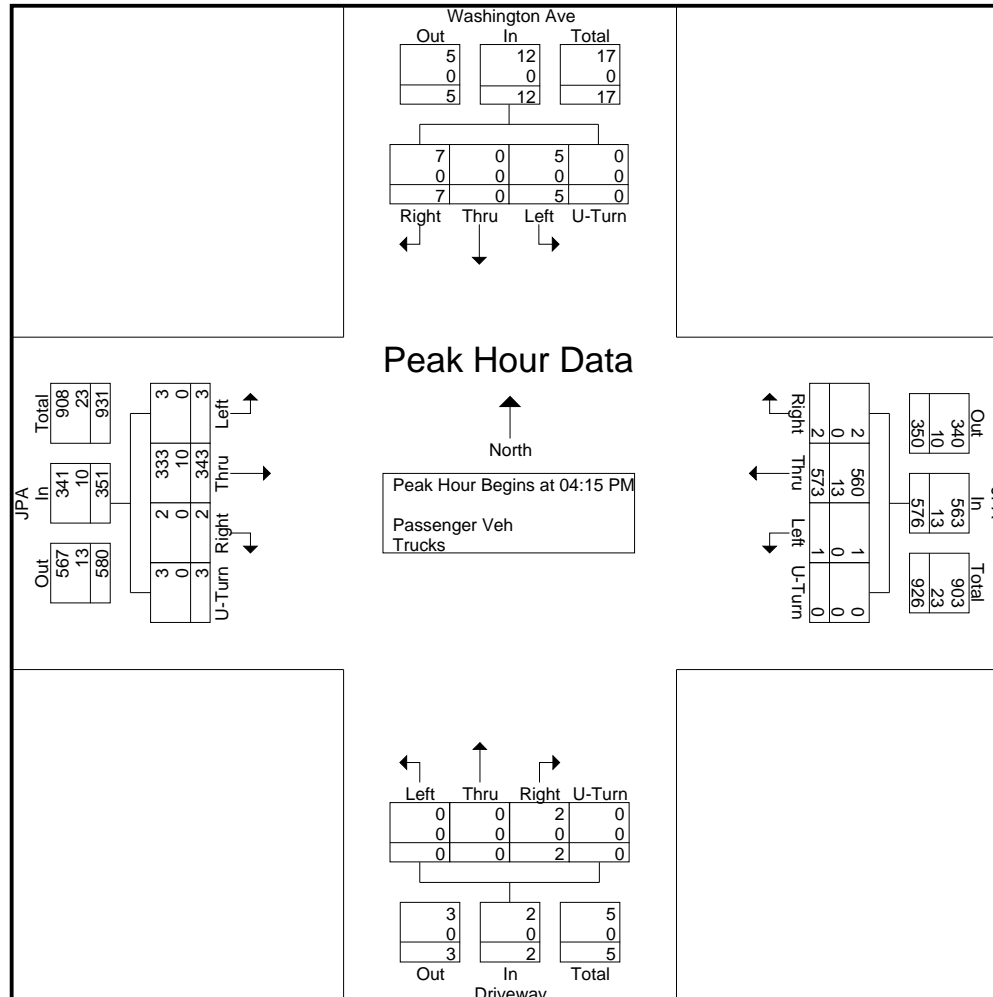 Washington Ave
Out In Total
5 12 17
0 0 0
5 12 17
7 0 5 0
0 0 0 0
7 0 5 0
Right Thru Left U-Turn
Peak Hour Data
North
Peak Hour Begins at 04:15 PM
Passenger Veh
Trucks
JPA
Out In Total
567 341 908
13 10 23
580 351 931
U-Turn Right Thru Left
3 2 333 3
0 0 10 0
3 2 343 3
Out In Total
340 563 903
10 13 23
350 576 926
Right Thru Left U-Turn
2 560 1 0
0 13 0 0
2 573 1 0
Left Thru Right U-Turn
0 0 2 0
0 0 0 0
0 0 2 0
3 2 5
0 0 0
3 2 5
Out In Total
Driveway